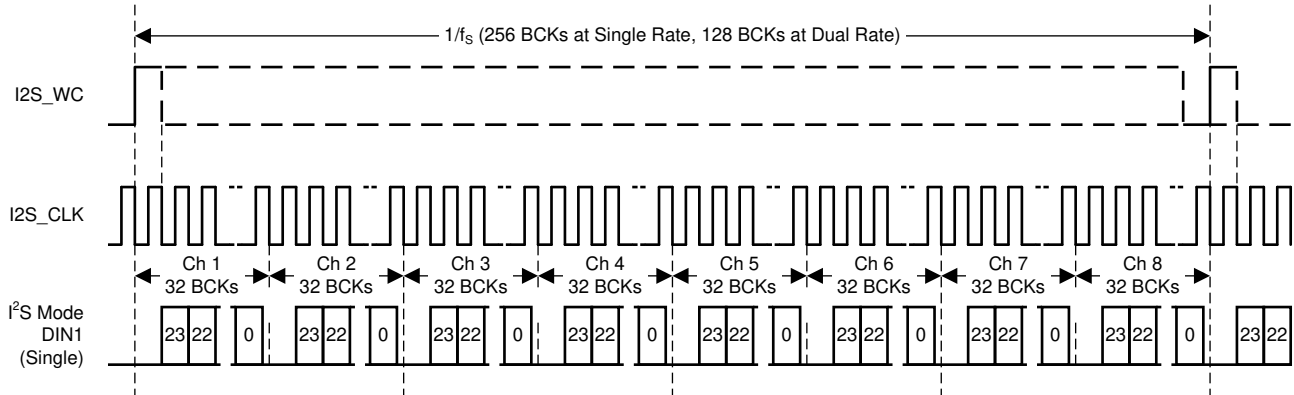 1/fS (256 BCKs at Single Rate, 128 BCKs at Dual Rate)
I2S_WC
I2S_CLK
Ch 1 Ch 2 Ch 3 Ch 4 Ch 5 Ch 6 Ch 7 Ch 8
32 BCKs 32 BCKs 32 BCKs 32 BCKs 32 BCKs 32 BCKs 32 BCKs 32 BCKs
I²S Mode
DIN1
(Single)
23 22 0 23 22 0 23 22 0 23 22 0 23 22 0 23 22 0 23 22 0 23 22 0 23 22